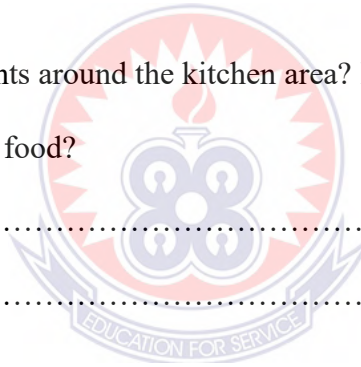 nts around the kitchen area?
food?
…………………………………
…………………………………
EDUCATION FOR SERVICE